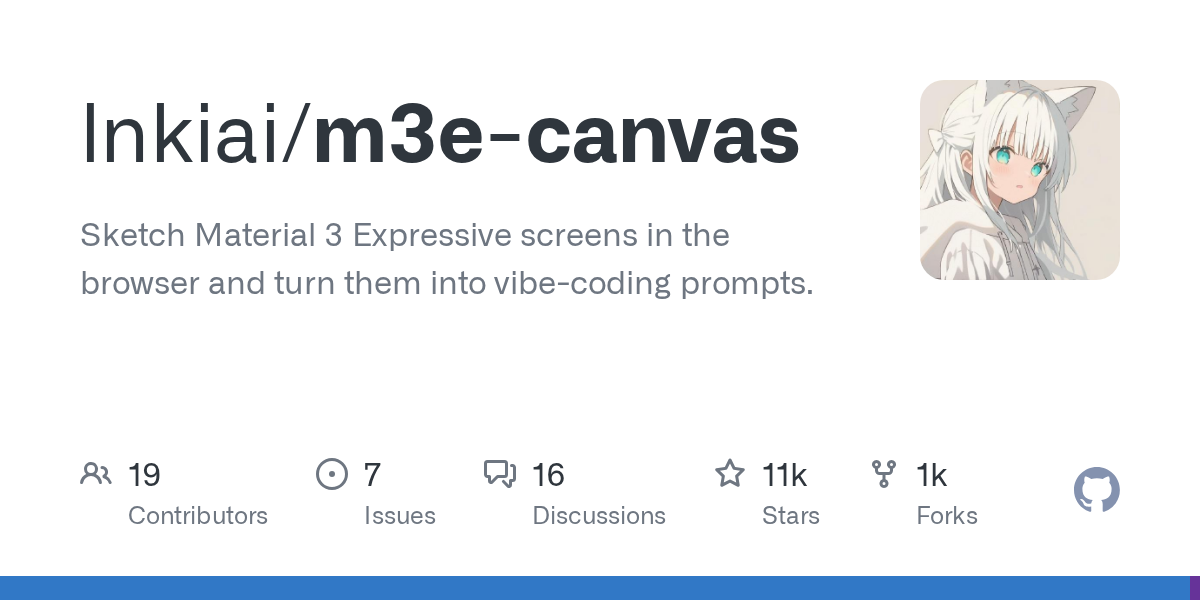 lnkiai/m3e-canvas
Sketch Material 3 Expressive screens in the
browser and turn them into vibe-coding prompts.
19
Contributors
7
Issues
16
Discussions
11k
Stars
1k
Forks